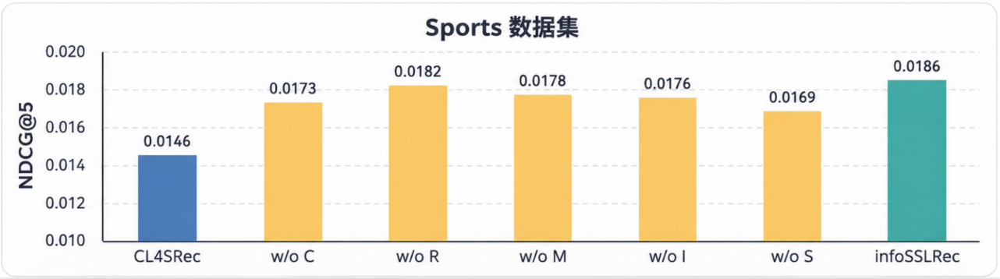 Sports 数据集
NDCG@5
0.020
0.018
0.016
0.014
0.012
0.010
0.0146
0.0173
0.0182
0.0178
0.0176
0.0169
0.0186
CL4SRec
w/o C
w/o R
w/o M
w/o I
w/o S
infoSSLRec